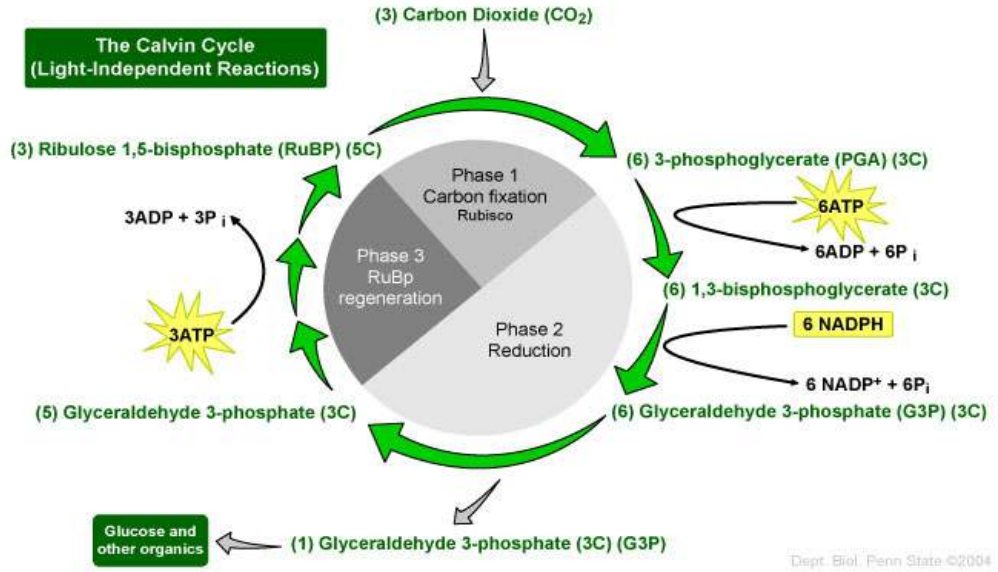 (3) Carbon Dioxide (CO₂)
The Calvin Cycle
(Light-Independent Reactions)
(3) Ribulose 1,5-bisphosphate (RuBP) (5C)
(6) 3-phosphoglycerate (PGA) (3C)
Phase 1
Carbon fixation
Rubisco
6ATP
3ADP + 3P i
6ADP + 6P i
Phase 3
RuBp
regeneration
(6) 1,3-bisphosphoglycerate (3C)
3ATP
Phase 2
Reduction
6 NADPH
6 NADP⁺ + 6Pi
(5) Glyceraldehyde 3-phosphate (3C)
(6) Glyceraldehyde 3-phosphate (G3P) (3C)
Glucose and
other organics
(1) Glyceraldehyde 3-phosphate (3C) (G3P)
Dept. Biol. Penn State ©2004